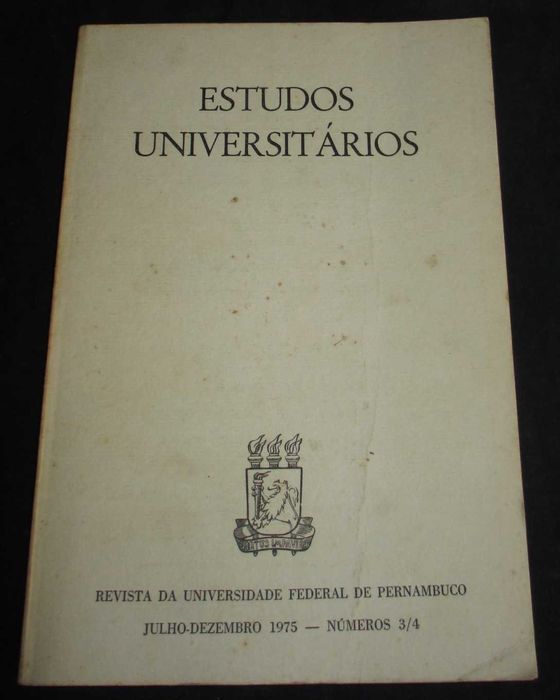 ESTUDOS
UNIVERSITÁRIOS
REVISTA DA UNIVERSIDADE FEDERAL DE PERNAMBUCO
JULHO-DEZEMBRO 1975 — NÚMEROS 3/4